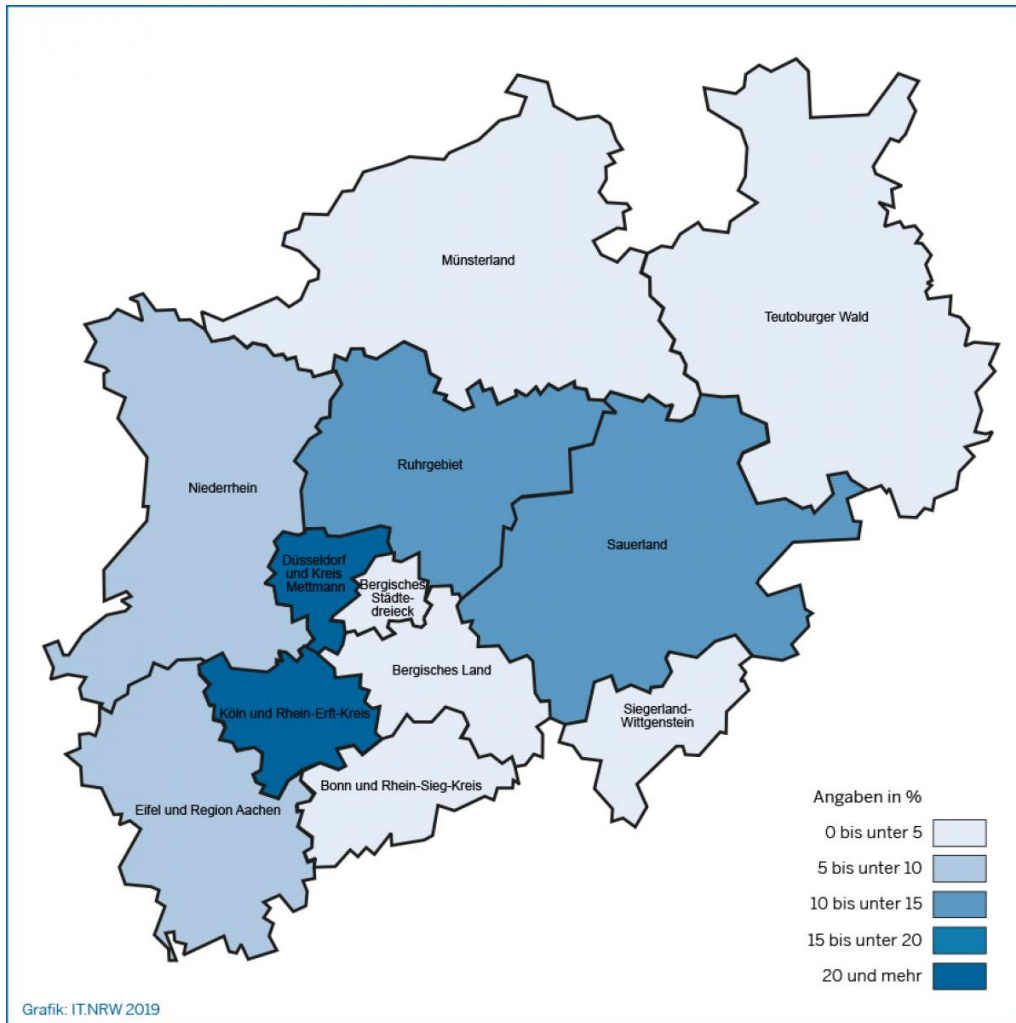 Münsterland
Teutoburger Wald
Ruhrgebiet
Niederrhein
Sauerland
Düsseldorf
und Kreis
Mettmann
Bergisches
Städte-
dreieck
Bergisches Land
Siegerland-
Wittgenstein
Köln und Rhein-Erft-Kreis
Bonn und Rhein-Sieg-Kreis
Eifel und Region Aachen
Angaben in %
0 bis unter 5
5 bis unter 10
10 bis unter 15
15 bis unter 20
20 und mehr
Grafik: IT.NRW 2019